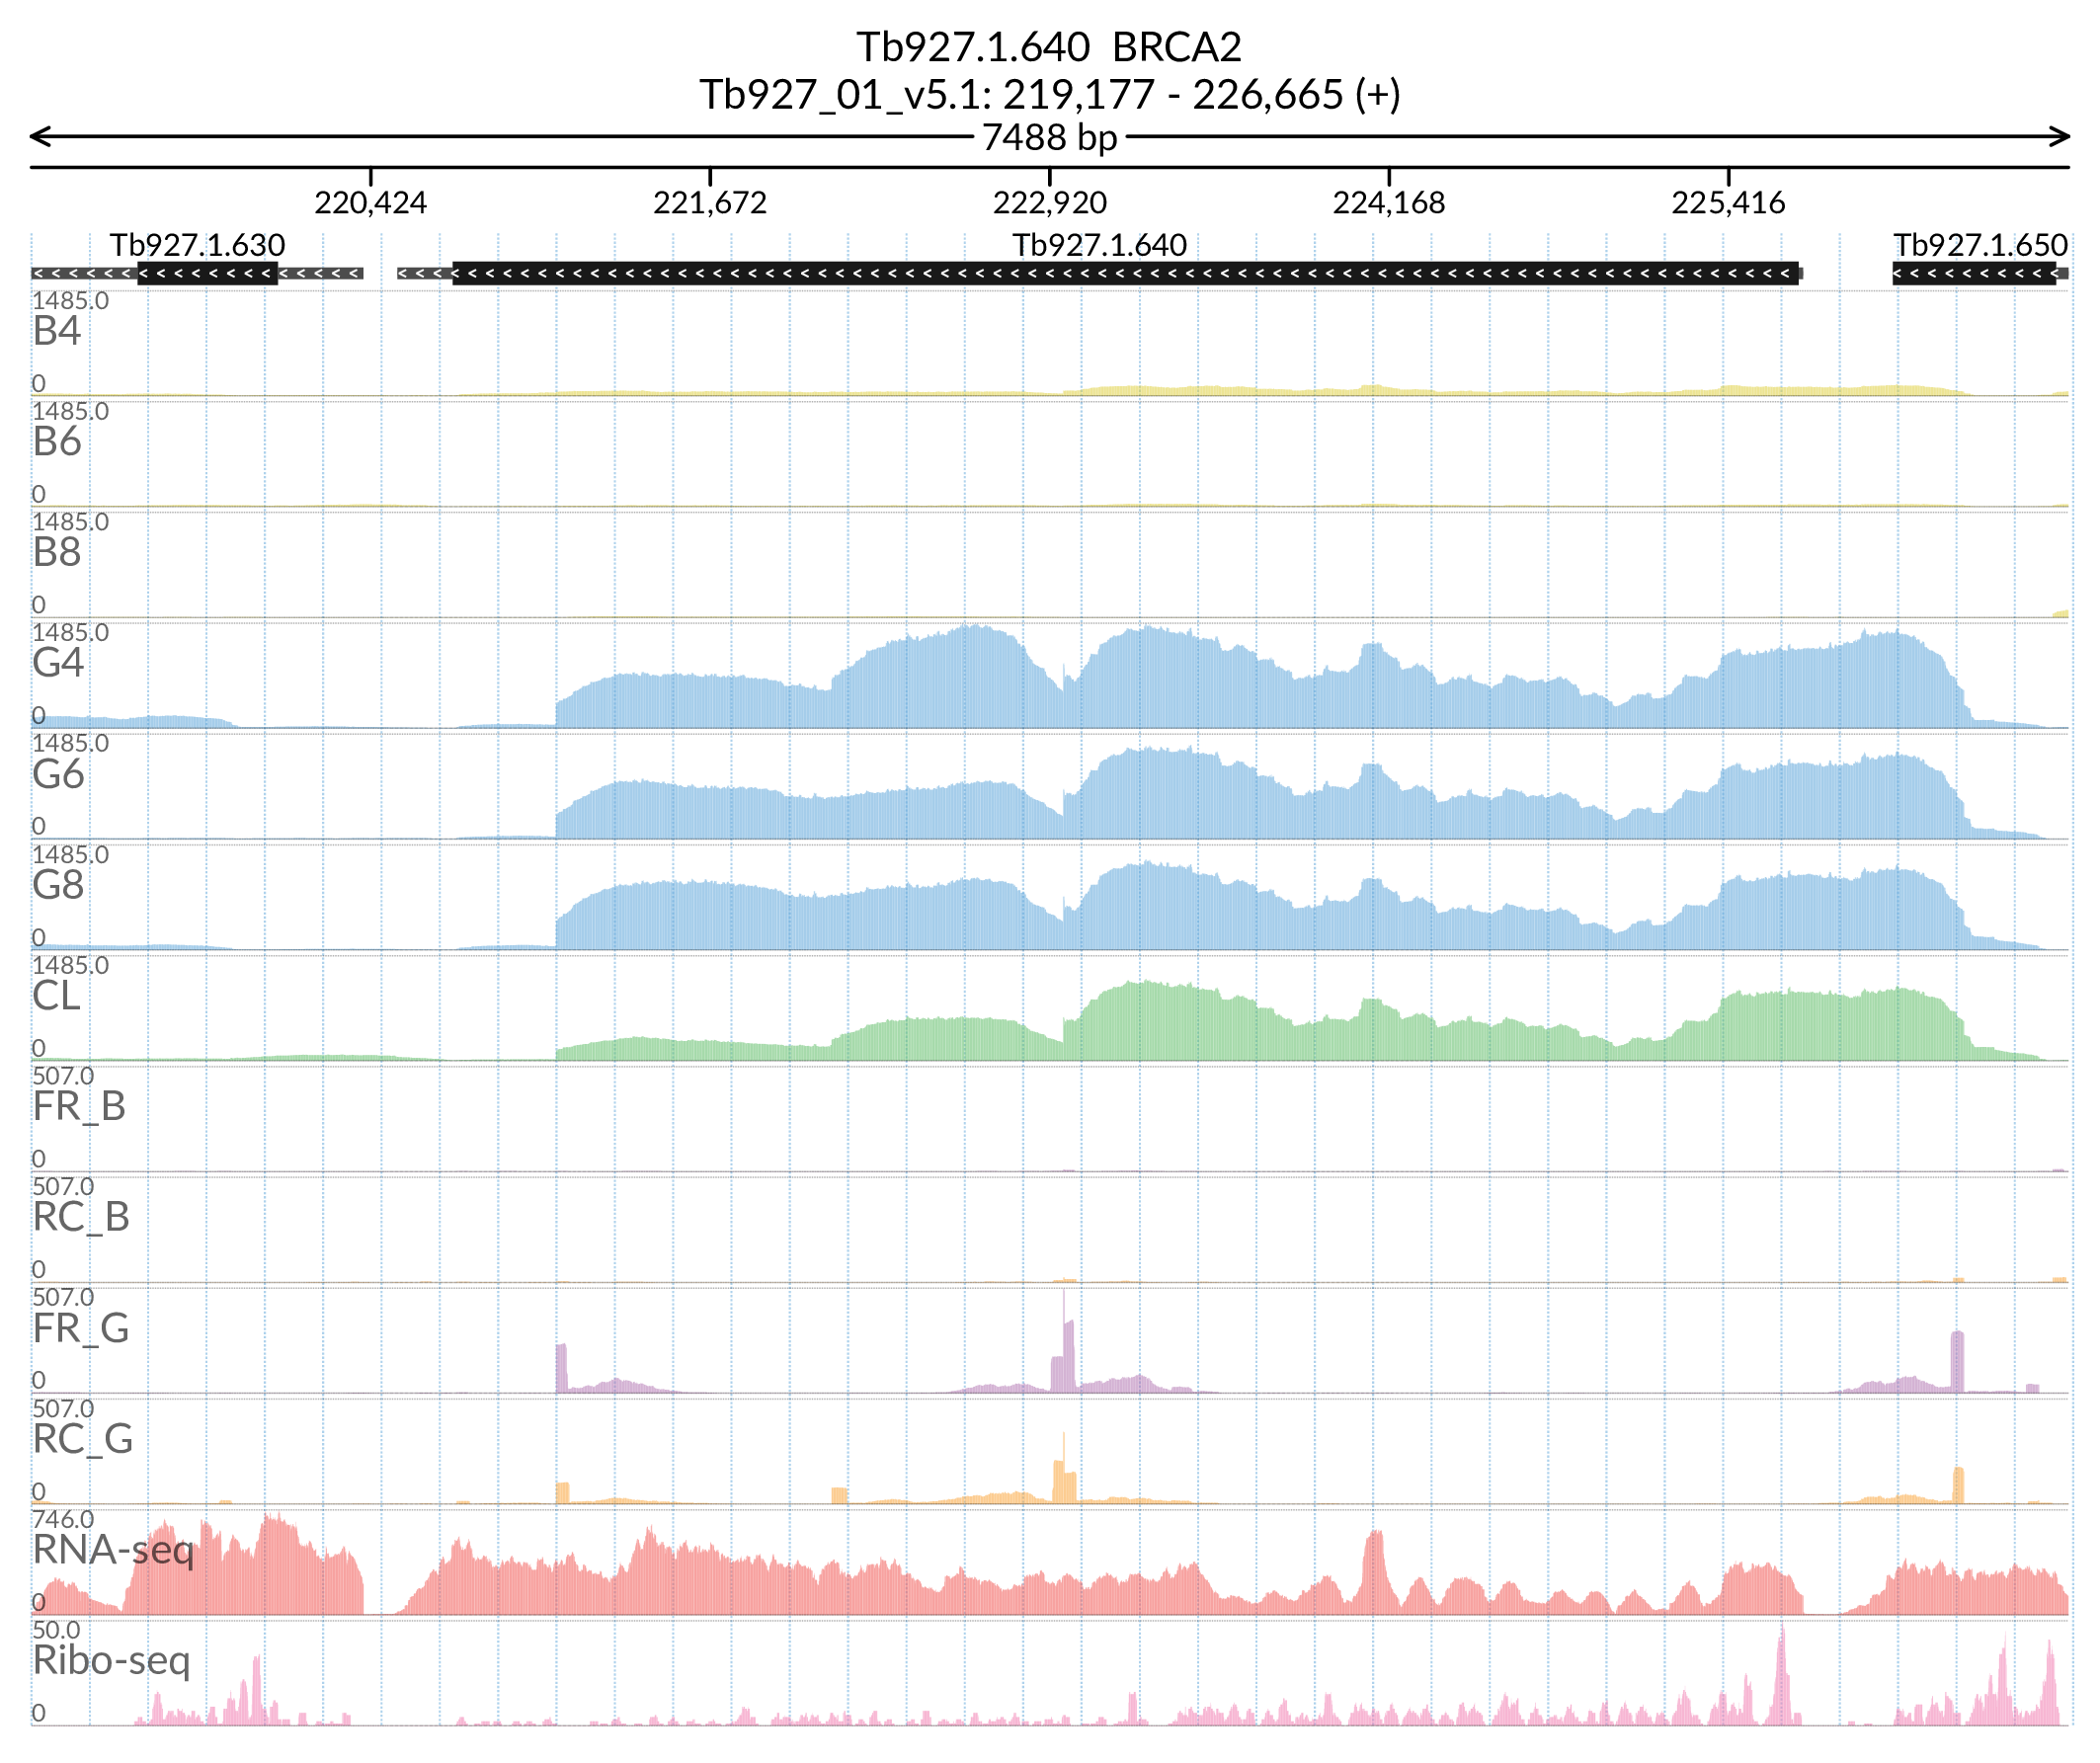 Tb927.1.640 BRCA2
Tb927_01_v5.1: 219,177 - 226,665 (+)
7488 bp
220,424 221,672 222,920 224,168 225,416
Tb927.1.630 Tb927.1.640 Tb927.1.650
1485.0
B4
0
1485.0
B6
0
1485.0
B8
0
1485.0
G4
0
1485.0
G6
0
1485.0
G8
0
1485.0
CL
0
507.0
FR_B
0
507.0
RC_B
0
507.0
FR_G
0
507.0
RC_G
0
746.0
RNA-seq
0
50.0
Ribo-seq
0